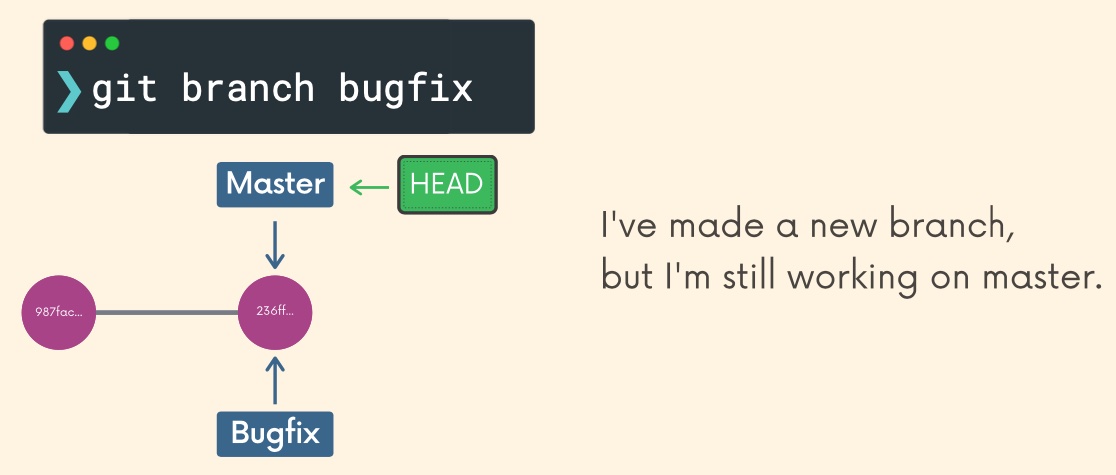 ❯ git branch bugfix
Master
HEAD
I've made a new branch,
but I'm still working on master.
987fac...
236ff...
Bugfix